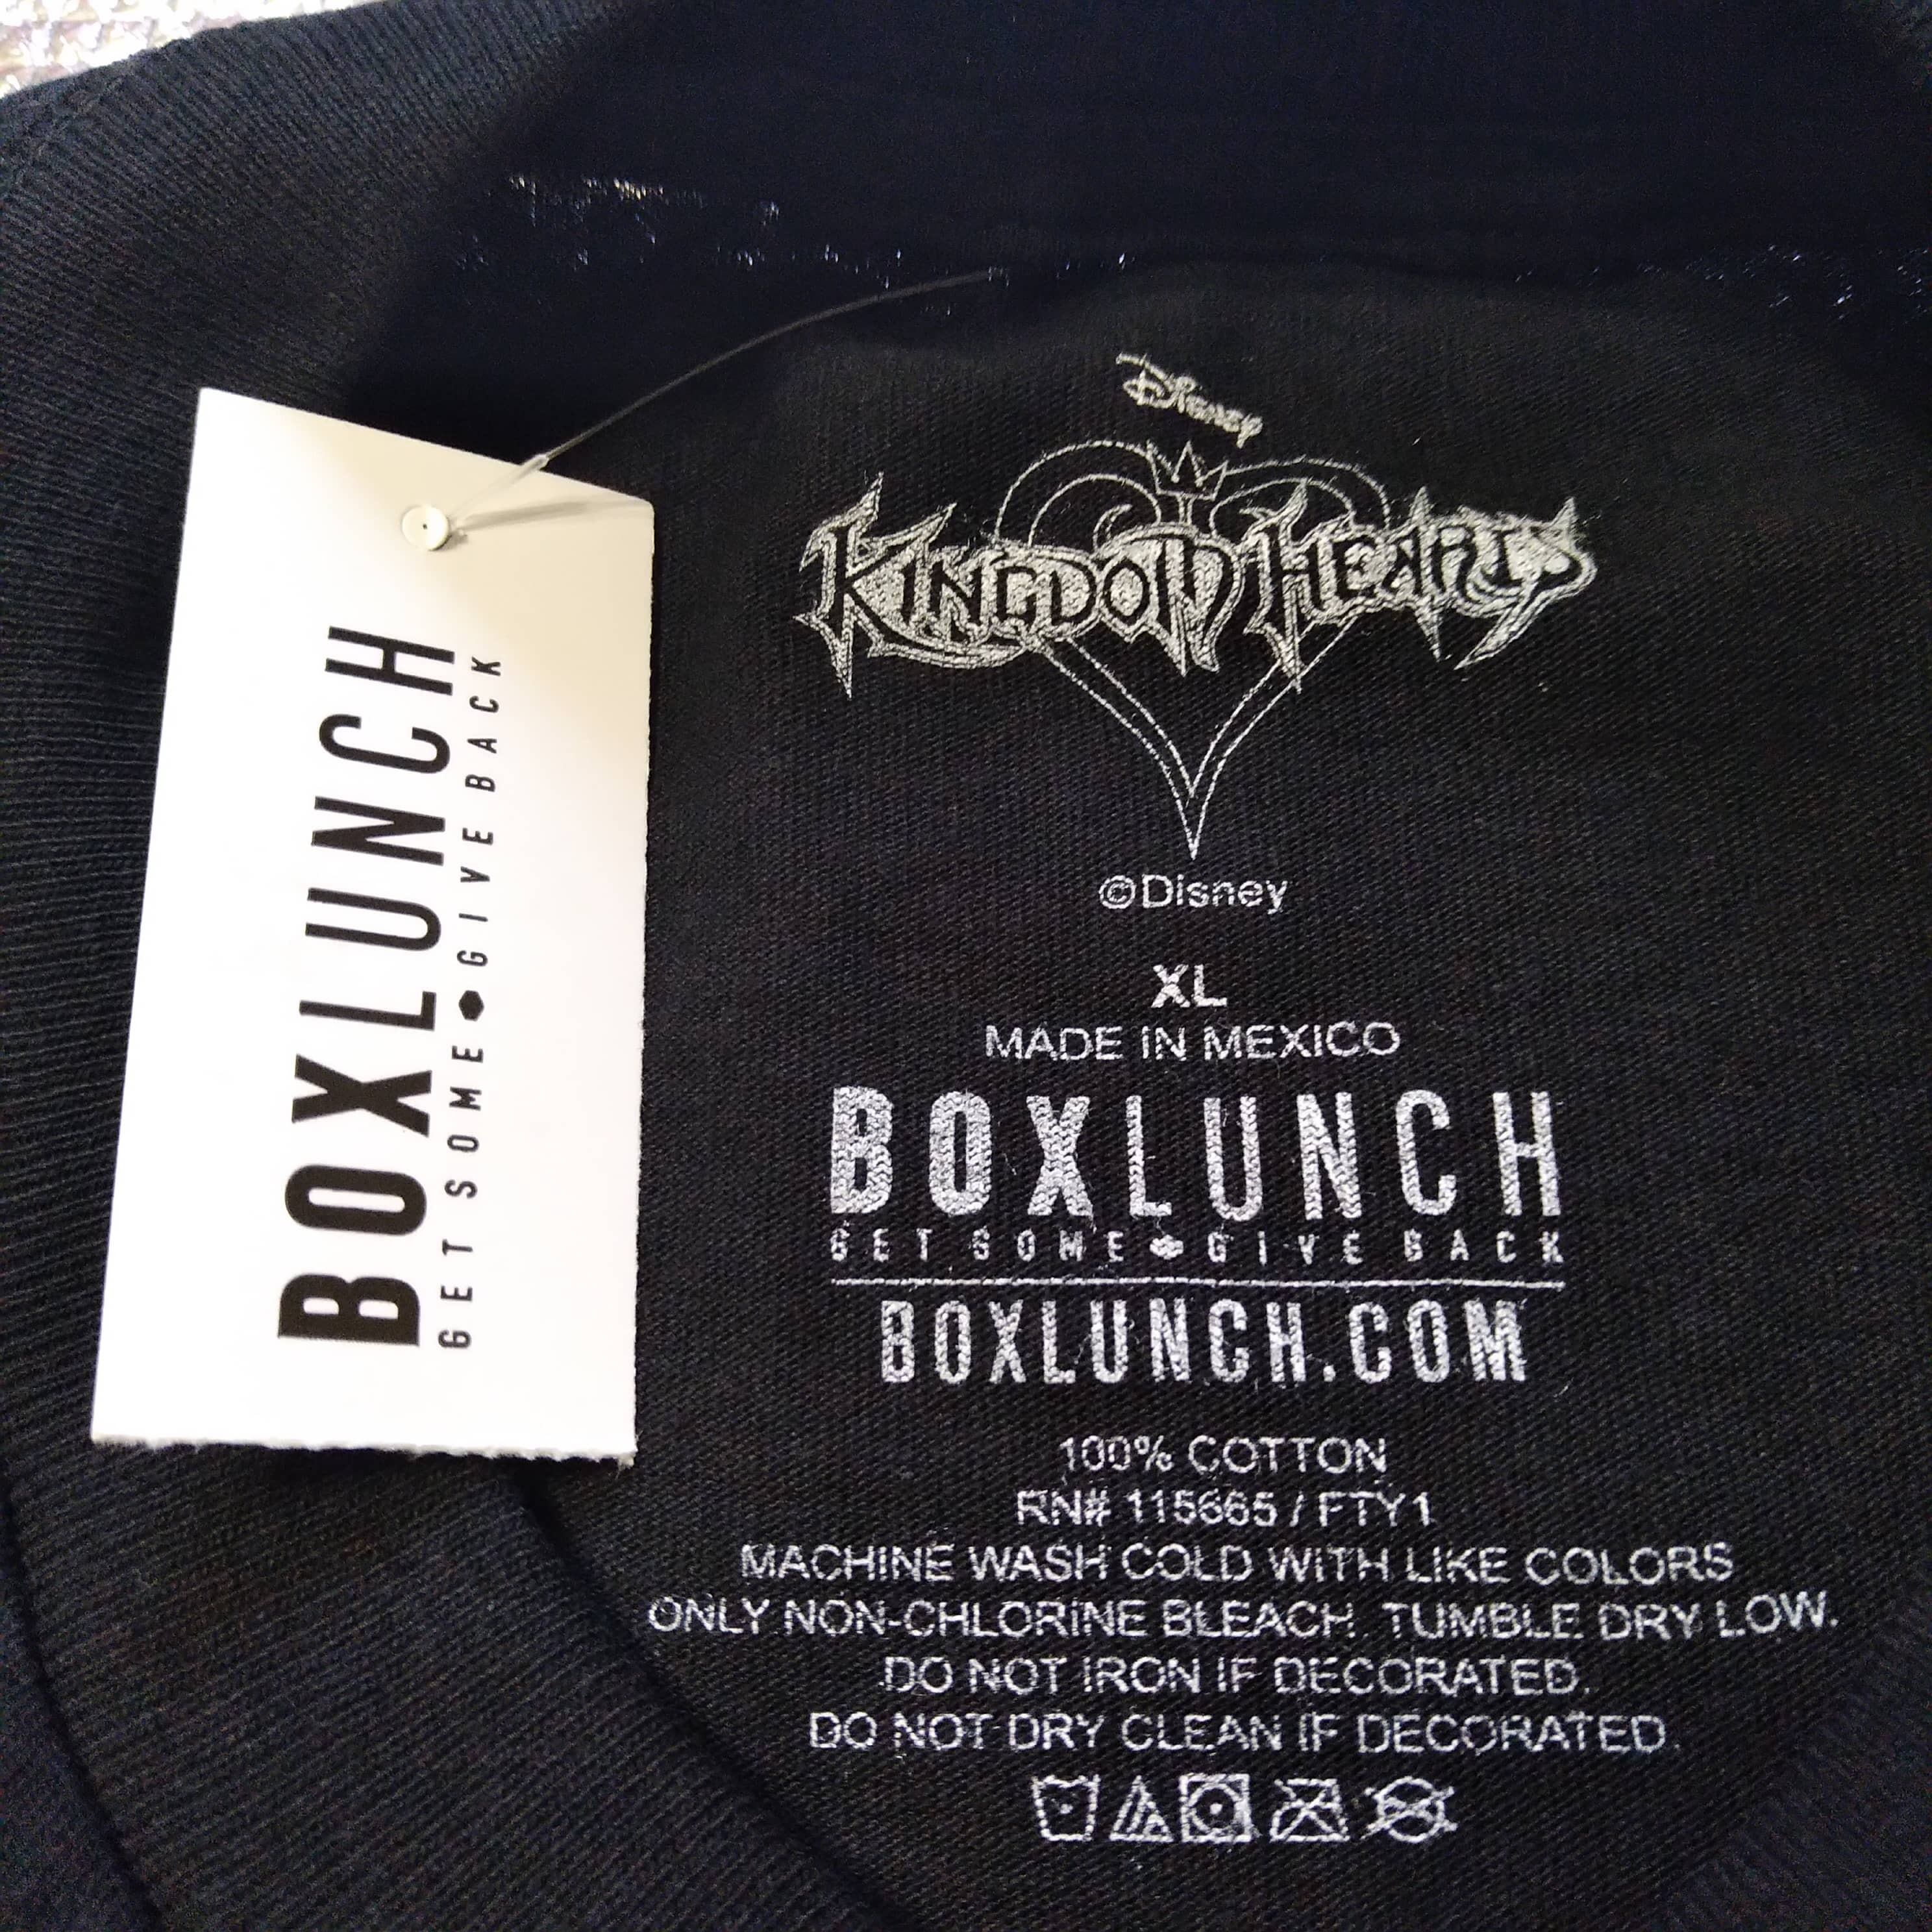 BOXLUNCH
GET SOME GIVE BACK
Disney
KINGDOM HEARTS
©Disney
XL
MADE IN MEXICO
BOXLUNCH
GET SOME GIVE BACK
BOXLUNCH.COM
100% COTTON
RN# 115665 / FTY1
MACHINE WASH COLD WITH LIKE COLORS
ONLY NON-CHLORINE BLEACH. TUMBLE DRY LOW.
DO NOT IRON IF DECORATED.
DO NOT DRY CLEAN IF DECORATED.